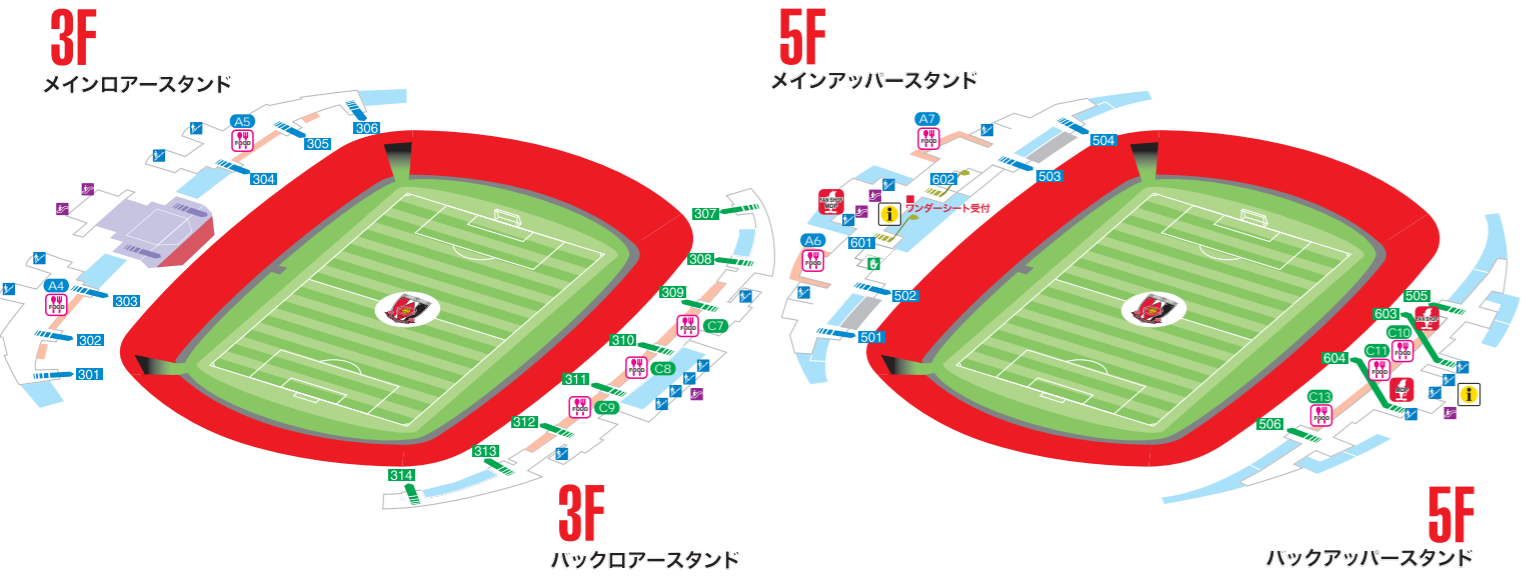 3F
メインロアースタンド
A5
FOOD
306
305
304
A4
FOOD
303
302
301
307
308
309
FOOD
C7
310
FOOD
C8
311
FOOD
C9
312
313
314
3F
バックロアースタンド
5F
メインアッパースタンド
A7
FOOD
504
503
602
FAN SHOP
MDP
i
ワンダーシート受付
601
A6
FOOD
502
501
505
603
FAN SHOP
C10
FOOD
C11
FOOD
604
MDP
i
C13
FOOD
506
5F
バックアッパースタンド